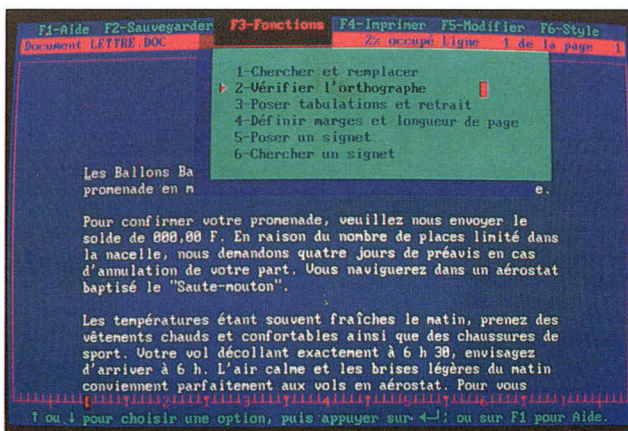 F1-Aide F2-Sauvegarder F3-Fonctions F4-Imprimer F5-Modifier F6-Style
Document LETTRE.DOC 2% occupé Ligne 1 de la page 1
1-Chercher et remplacer
2-Vérifier l'orthographe
3-Poser tabulations et retrait
4-Définir marges et longueur de page
5-Poser un signet
6-Chercher un signet
Les Ballons Ba
promenade en m e.
Pour confirmer votre promenade, veuillez nous envoyer le
solde de 000,00 F. En raison du nombre de places limité dans
la nacelle, nous demandons quatre jours de préavis en cas
d'annulation de votre part. Vous naviguerez dans un aérostat
baptisé le "Saute-mouton".
Les températures étant souvent fraîches le matin, prenez des
vêtements chauds et confortables ainsi que des chaussures de
sport. Votre vol décollant exactement à 6 h 30, envisagez
d'arriver à 6 h. L'air calme et les brises légères du matin
conviennent parfaitement aux vols en aérostat. Pour vous
1 2 3 4 5 6 7
↑ ou ↓ pour choisir une option, puis appuyer sur ↵; ou sur F1 pour Aide.